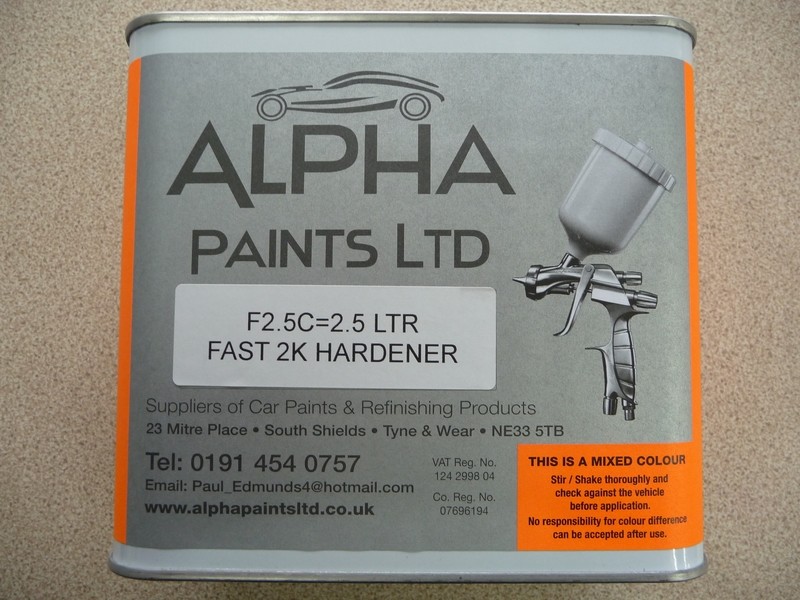 ALPHA
PAINTS LTD
F2.5C=2.5 LTR
FAST 2K HARDENER
Suppliers of Car Paints & Refinishing Products
23 Mitre Place • South Shields • Tyne & Wear • NE33 5TB
Tel: 0191 454 0757
Email: Paul_Edmunds4@hotmail.com
www.alphapaintsltd.co.uk
VAT Reg. No.
124 2998 04
Co. Reg. No.
07696194
THIS IS A MIXED COLOUR
Stir / Shake thoroughly and
check against the vehicle
before application.
No responsibility for colour difference
can be accepted after use.